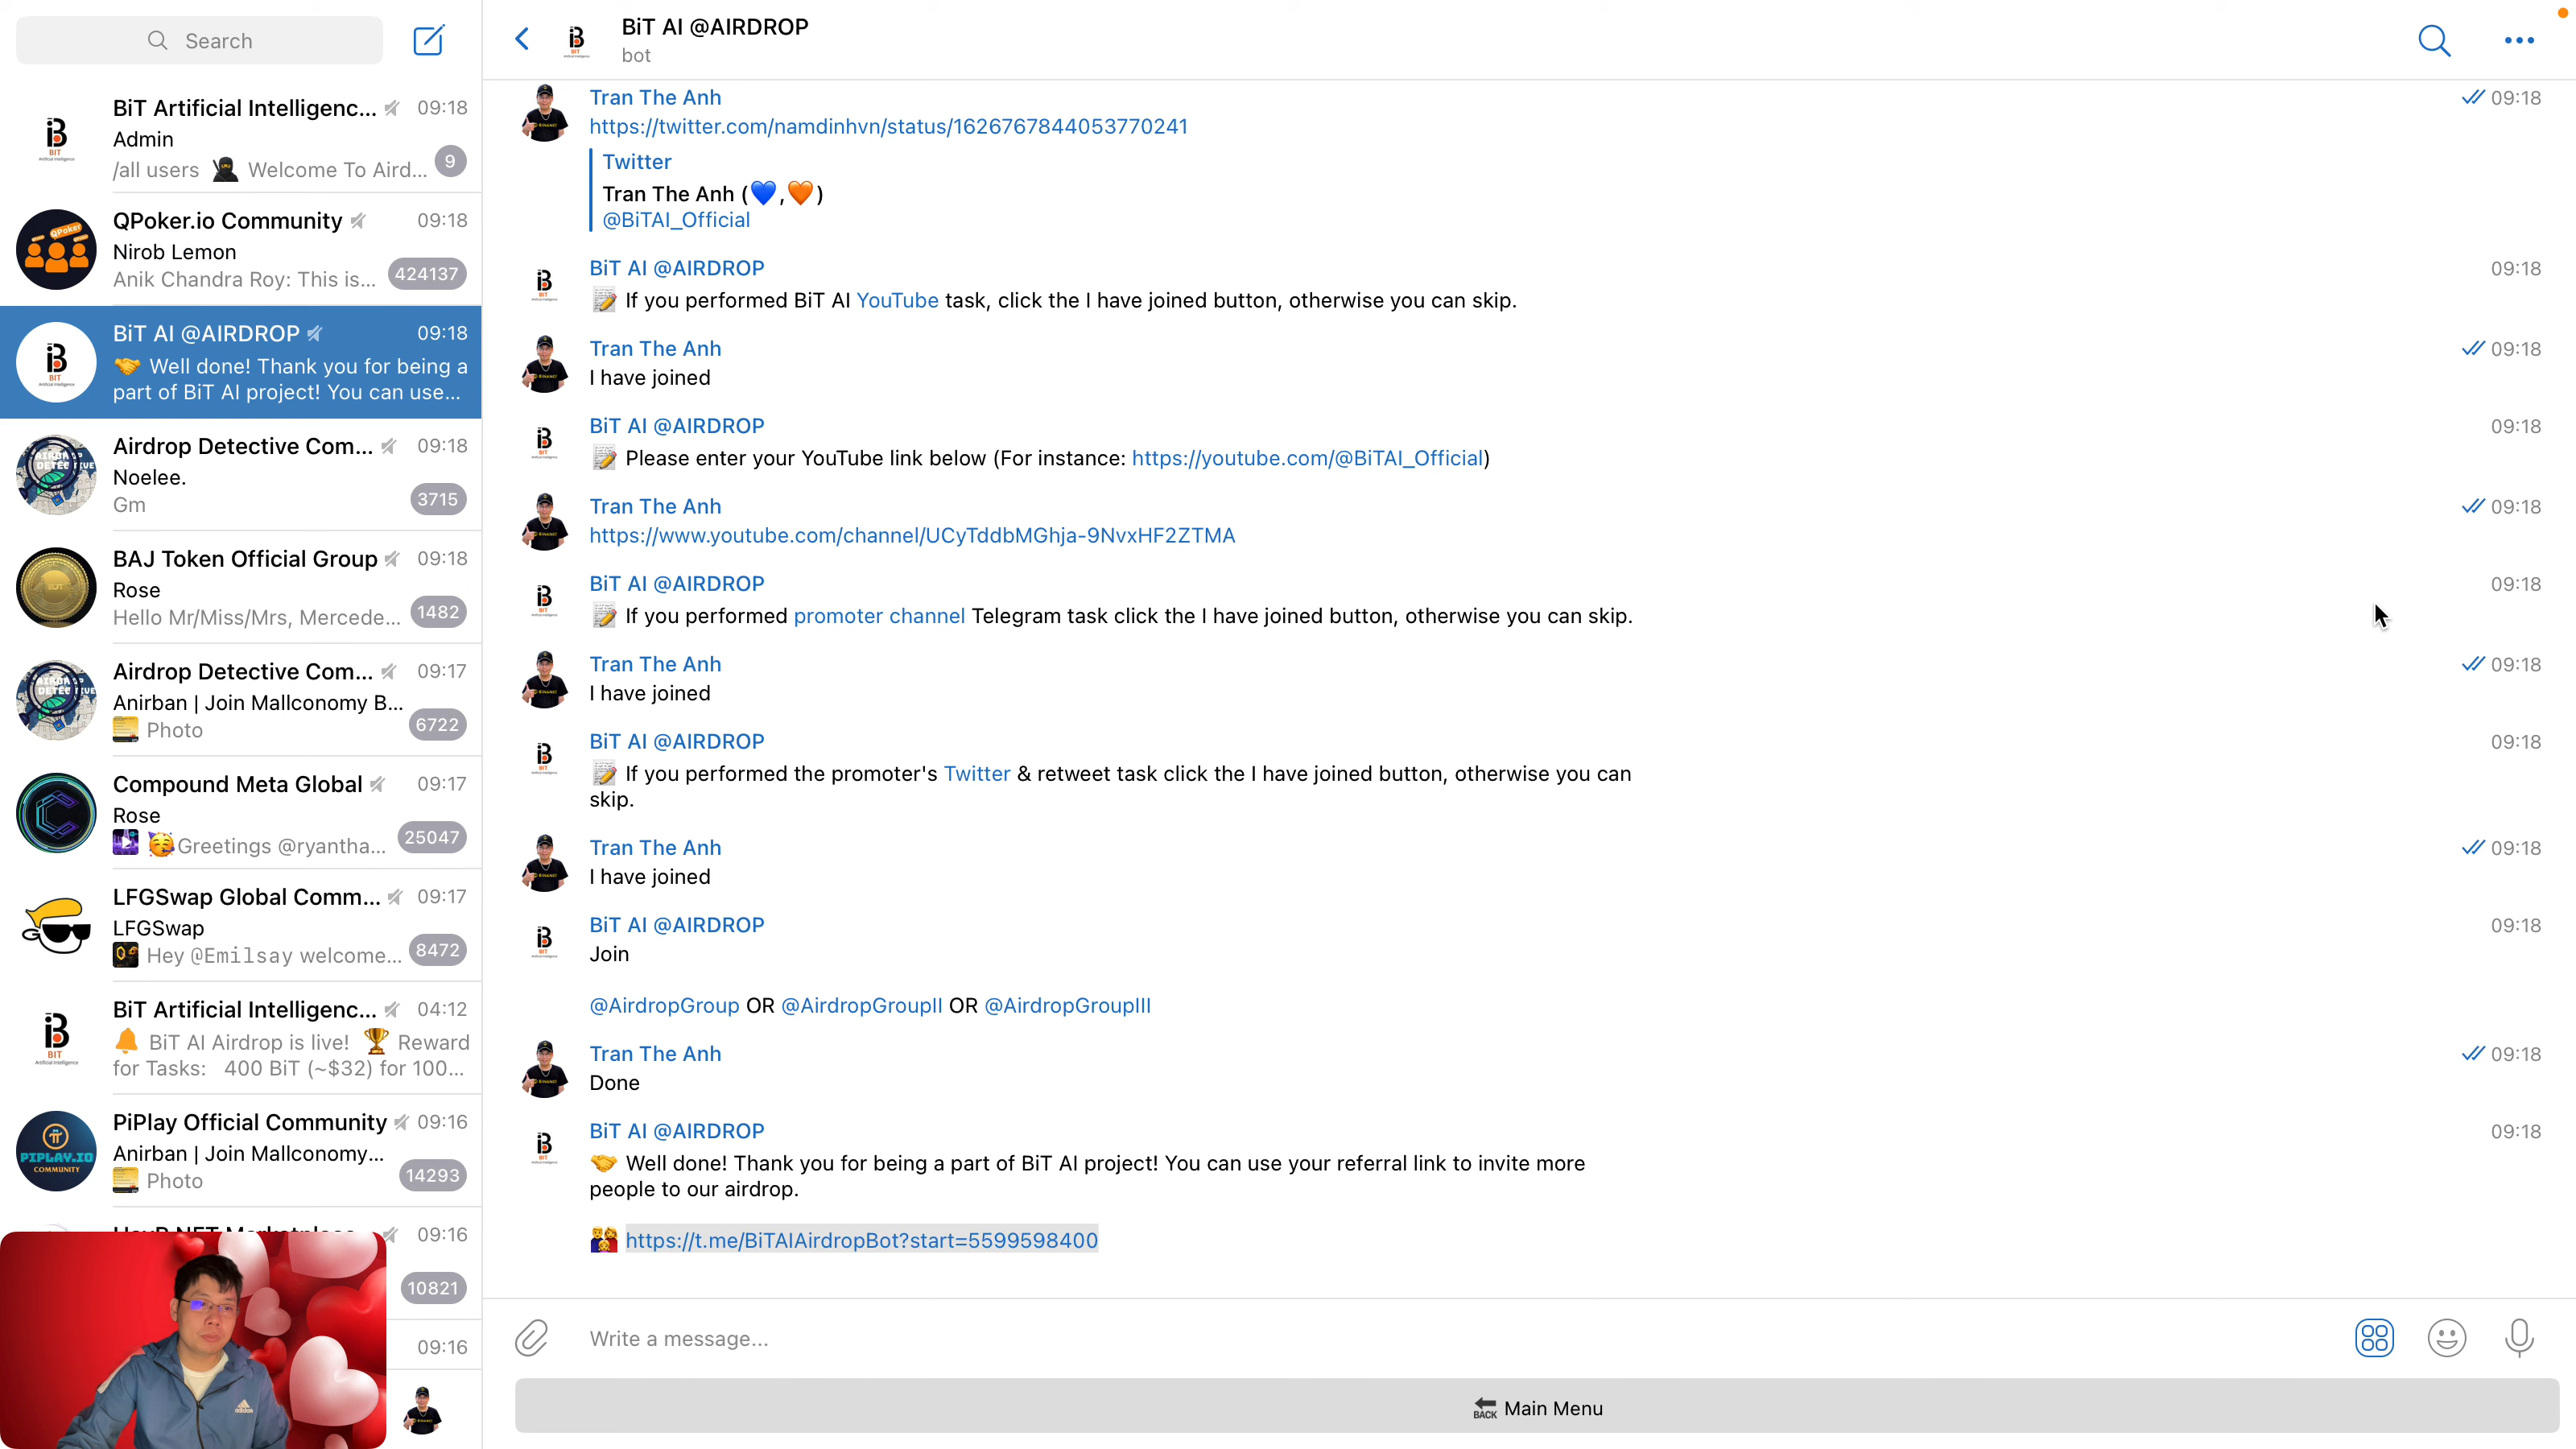 Search
BiT Artificial Intelligenc... 09:18
Admin
/all users Welcome To Aird... 9
QPoker.io Community 09:18
Nirob Lemon
Anik Chandra Roy: This is... 424137
BiT AI @AIRDROP 09:18
🤝 Well done! Thank you for being a
part of BiT AI project! You can use...
Airdrop Detective Com... 09:18
Noelee.
Gm 3715
BAJ Token Official Group 09:18
Rose
Hello Mr/Miss/Mrs, Mercede... 1482
Airdrop Detective Com... 09:17
Anirban | Join Mallconomy B...
Photo 6722
Compound Meta Global 09:17
Rose
🥳Greetings @ryantha... 25047
LFGSwap Global Comm... 09:17
LFGSwap
Hey @Emilsay welcome... 8472
BiT Artificial Intelligenc... 04:12
🔔 BiT AI Airdrop is live! 🏆 Reward
for Tasks: 400 BiT (~$32) for 100...
PiPlay Official Community 09:16
Anirban | Join Mallconomy...
Photo 14293
09:16
10821
09:16
BiT AI @AIRDROP
bot
Tran The Anh 09:18
https://twitter.com/namdinhvn/status/1626767844053770241
Twitter
Tran The Anh (💙,🧡)
@BiTAI_Official
BiT AI @AIRDROP 09:18
📝 If you performed BiT AI YouTube task, click the I have joined button, otherwise you can skip.
Tran The Anh 09:18
I have joined
BiT AI @AIRDROP 09:18
📝 Please enter your YouTube link below (For instance: https://youtube.com/@BiTAI_Official)
Tran The Anh 09:18
https://www.youtube.com/channel/UCyTddbMGhja-9NvxHF2ZTMA
BiT AI @AIRDROP 09:18
📝 If you performed promoter channel Telegram task click the I have joined button, otherwise you can skip.
Tran The Anh 09:18
I have joined
BiT AI @AIRDROP 09:18
📝 If you performed the promoter's Twitter & retweet task click the I have joined button, otherwise you can
skip.
Tran The Anh 09:18
I have joined
BiT AI @AIRDROP 09:18
Join
@AirdropGroup OR @AirdropGroupII OR @AirdropGroupIII
Tran The Anh 09:18
Done
BiT AI @AIRDROP 09:18
🤝 Well done! Thank you for being a part of BiT AI project! You can use your referral link to invite more
people to our airdrop.
https://t.me/BiTAIAirdropBot?start=5599598400
Write a message...
BACK Main Menu